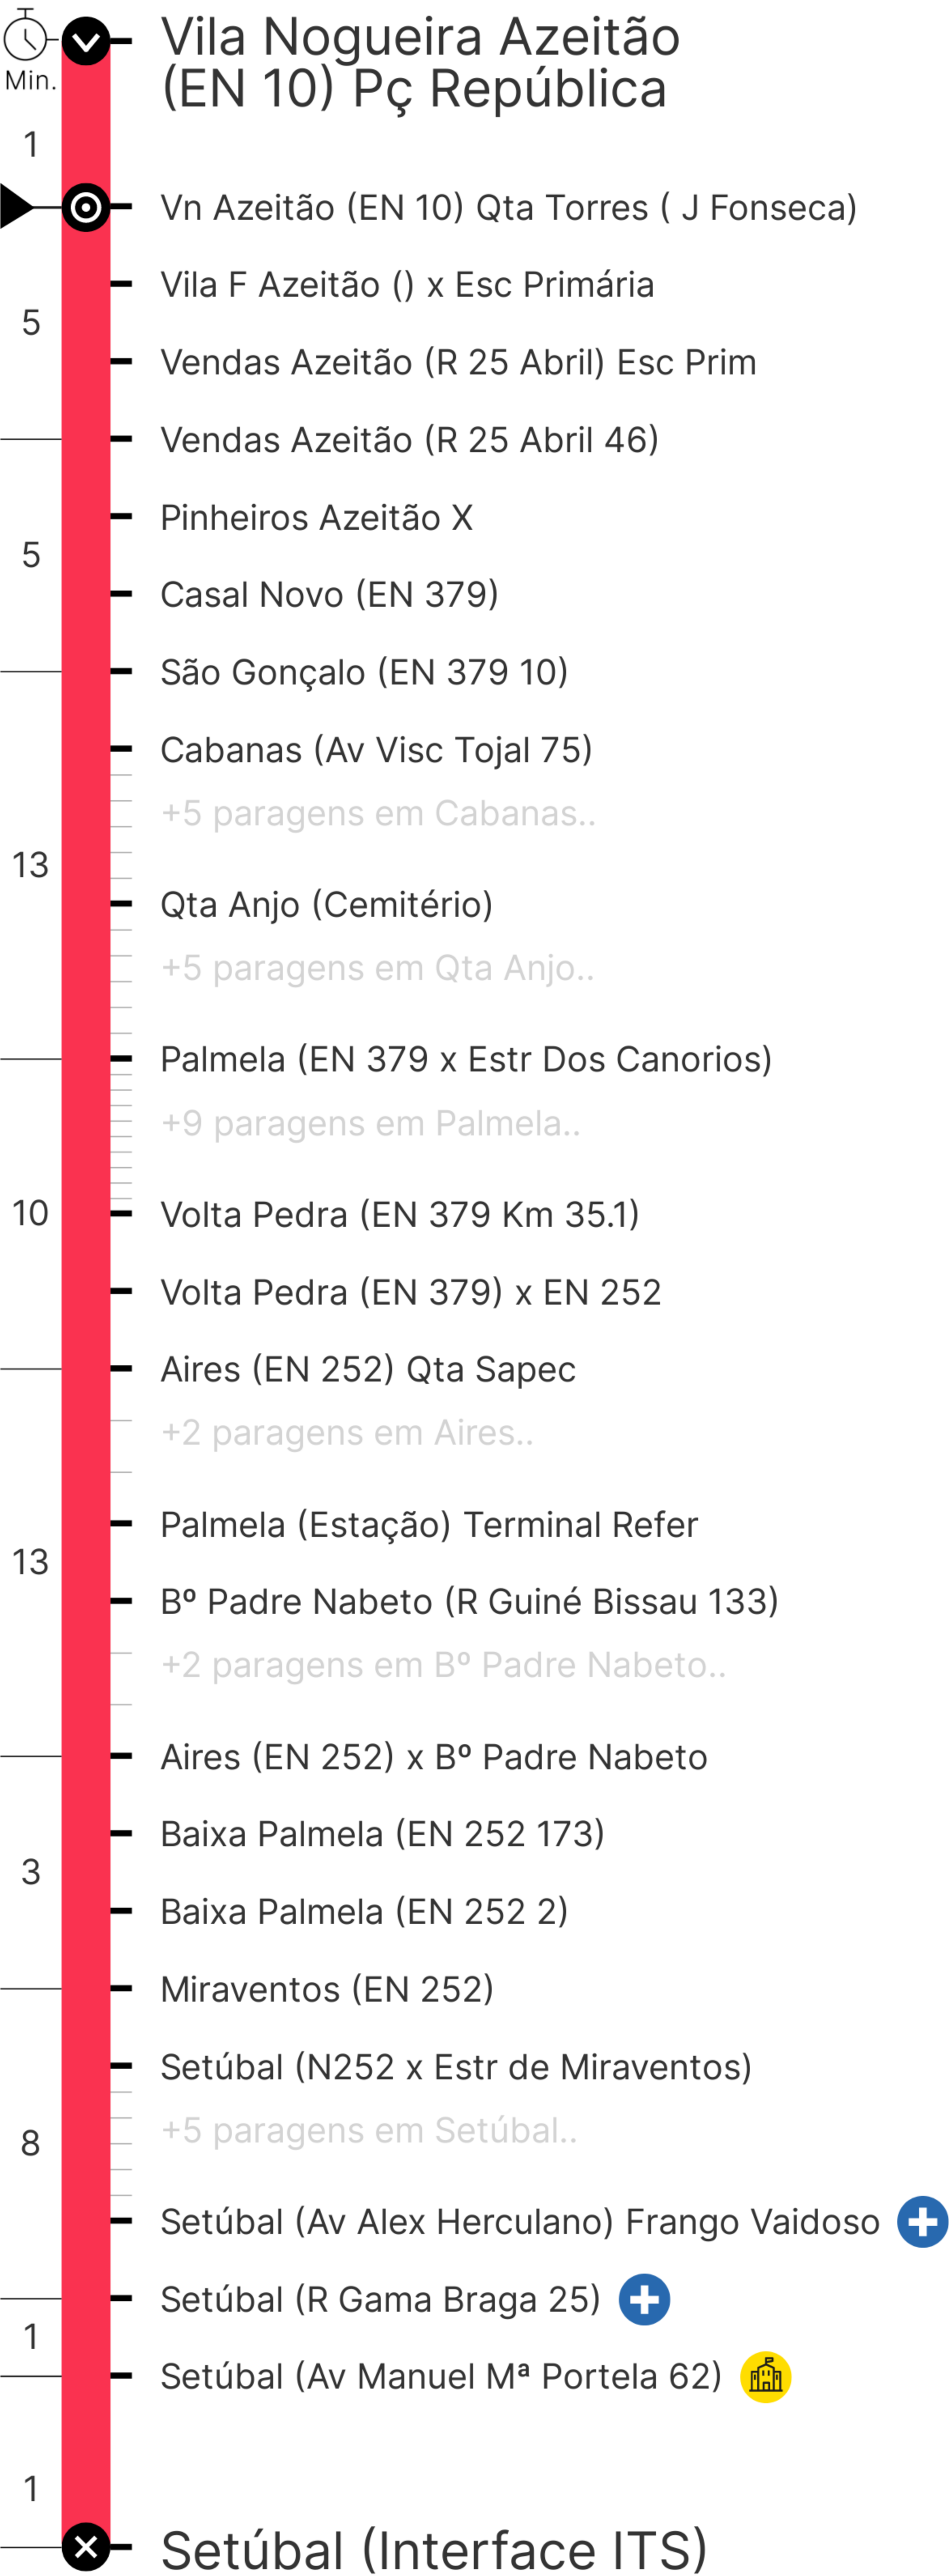 Vila Nogueira Azeitão
(EN 10) Pç República
Min.
1
Vn Azeitão (EN 10) Qta Torres ( J Fonseca)
Vila F Azeitão () x Esc Primária
5
Vendas Azeitão (R 25 Abril) Esc Prim
Vendas Azeitão (R 25 Abril 46)
Pinheiros Azeitão X
5
Casal Novo (EN 379)
São Gonçalo (EN 379 10)
Cabanas (Av Visc Tojal 75)
+5 paragens em Cabanas..
13
Qta Anjo (Cemitério)
+5 paragens em Qta Anjo..
Palmela (EN 379 x Estr Dos Canorios)
+9 paragens em Palmela..
10
Volta Pedra (EN 379 Km 35.1)
Volta Pedra (EN 379) x EN 252
Aires (EN 252) Qta Sapec
+2 paragens em Aires..
Palmela (Estação) Terminal Refer
13
Bº Padre Nabeto (R Guiné Bissau 133)
+2 paragens em Bº Padre Nabeto..
Aires (EN 252) x Bº Padre Nabeto
Baixa Palmela (EN 252 173)
3
Baixa Palmela (EN 252 2)
Miraventos (EN 252)
Setúbal (N252 x Estr de Miraventos)
+5 paragens em Setúbal..
8
Setúbal (Av Alex Herculano) Frango Vaidoso
Setúbal (R Gama Braga 25)
1
Setúbal (Av Manuel Mª Portela 62)
1
Setúbal (Interface ITS)